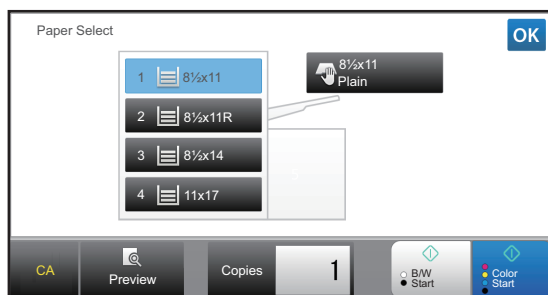 Paper Select
OK
1 8½x11
2 8½x11R
3 8½x14
4 11x17
8½x11
Plain
CA
Preview
Copies
1
B/W
Start
Color
Start